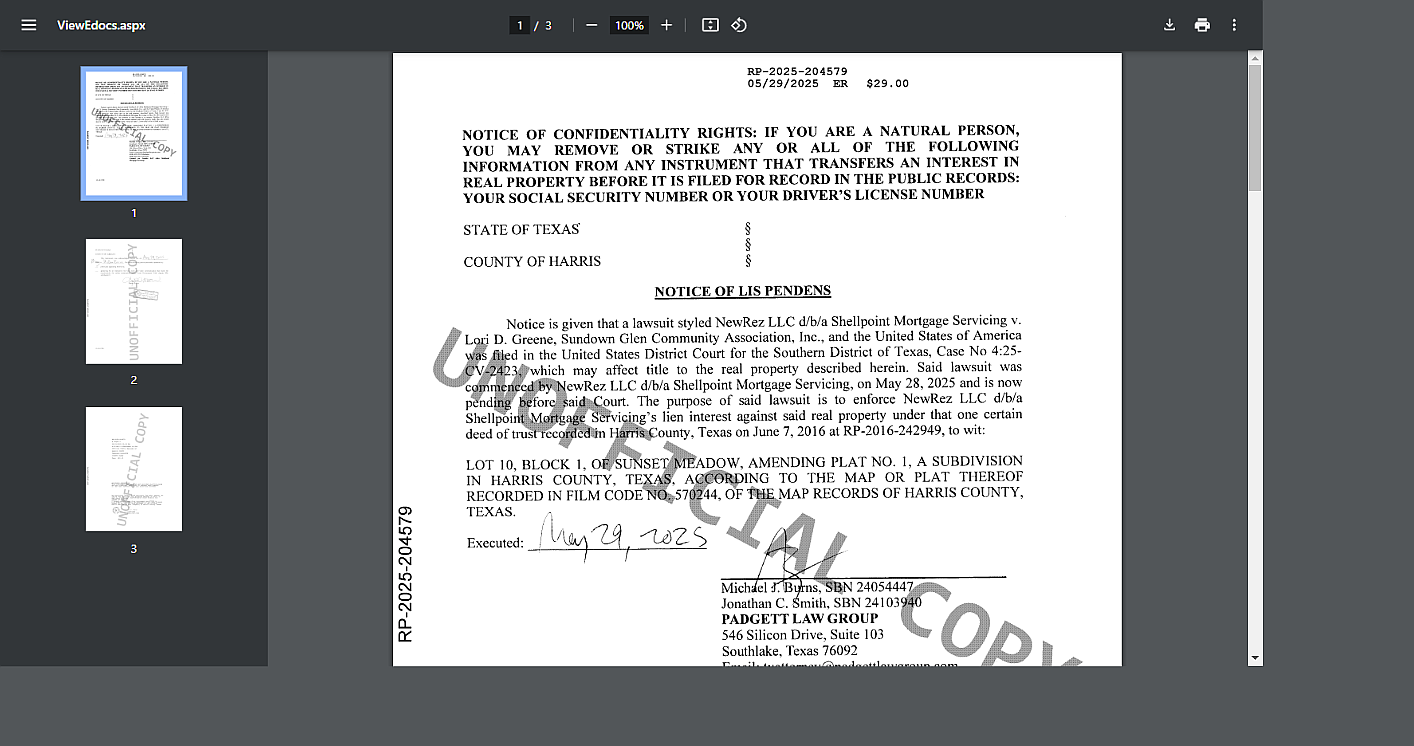 ViewEdocs.aspx
1 / 3
100%
1
2
3
RP-2025-204579
05/29/2025 ER $29.00
NOTICE OF CONFIDENTIALITY RIGHTS: IF YOU ARE A NATURAL PERSON,
YOU MAY REMOVE OR STRIKE ANY OR ALL OF THE FOLLOWING
INFORMATION FROM ANY INSTRUMENT THAT TRANSFERS AN INTEREST IN
REAL PROPERTY BEFORE IT IS FILED FOR RECORD IN THE PUBLIC RECORDS:
YOUR SOCIAL SECURITY NUMBER OR YOUR DRIVER'S LICENSE NUMBER
STATE OF TEXAS §
§
COUNTY OF HARRIS §
NOTICE OF LIS PENDENS
Notice is given that a lawsuit styled NewRez LLC d/b/a Shellpoint Mortgage Servicing v.
Lori D. Greene, Sundown Glen Community Association, Inc., and the United States of America
was filed in the United States District Court for the Southern District of Texas, Case No 4:25-
CV-2423, which may affect title to the real property described herein. Said lawsuit was
commenced by NewRez LLC d/b/a Shellpoint Mortgage Servicing, on May 28, 2025 and is now
pending before said Court. The purpose of said lawsuit is to enforce NewRez LLC d/b/a
Shellpoint Mortgage Servicing's lien interest against said real property under that one certain
deed of trust recorded in Harris County, Texas on June 7, 2016 at RP-2016-242949, to wit:
LOT 10, BLOCK 1, OF SUNSET MEADOW, AMENDING PLAT NO. 1, A SUBDIVISION
IN HARRIS COUNTY, TEXAS, ACCORDING TO THE MAP OR PLAT THEREOF
RECORDED IN FILM CODE NO. 570244, OF THE MAP RECORDS OF HARRIS COUNTY,
TEXAS.
Executed: May 29, 2025
Michael J. Burns, SBN 24054447
Jonathan C. Smith, SBN 24103940
PADGETT LAW GROUP
546 Silicon Drive, Suite 103
Southlake, Texas 76092
RP-2025-204579
UNOFFICIAL COPY